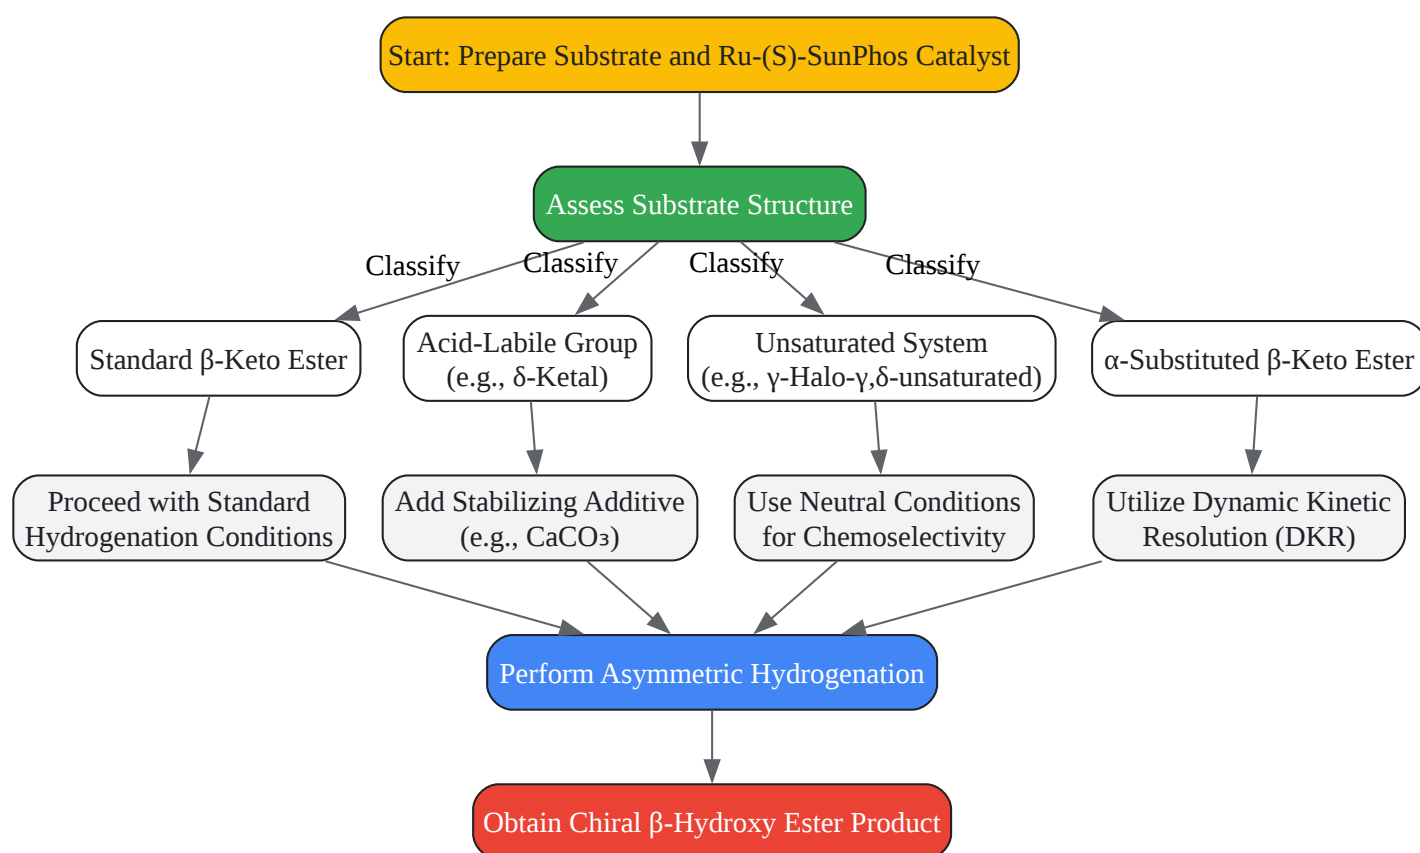 Start: Prepare Substrate and Ru-(S)-SunPhos Catalyst
Assess Substrate Structure
Classify
Classify
Classify
Classify
Standard β-Keto Ester
Acid-Labile Group
(e.g., δ-Ketal)
Unsaturated System
(e.g., γ-Halo-γ,δ-unsaturated)
α-Substituted β-Keto Ester
Proceed with Standard
Hydrogenation Conditions
Add Stabilizing Additive
(e.g., CaCO₃)
Use Neutral Conditions
for Chemoselectivity
Utilize Dynamic Kinetic
Resolution (DKR)
Perform Asymmetric Hydrogenation
Obtain Chiral β-Hydroxy Ester Product